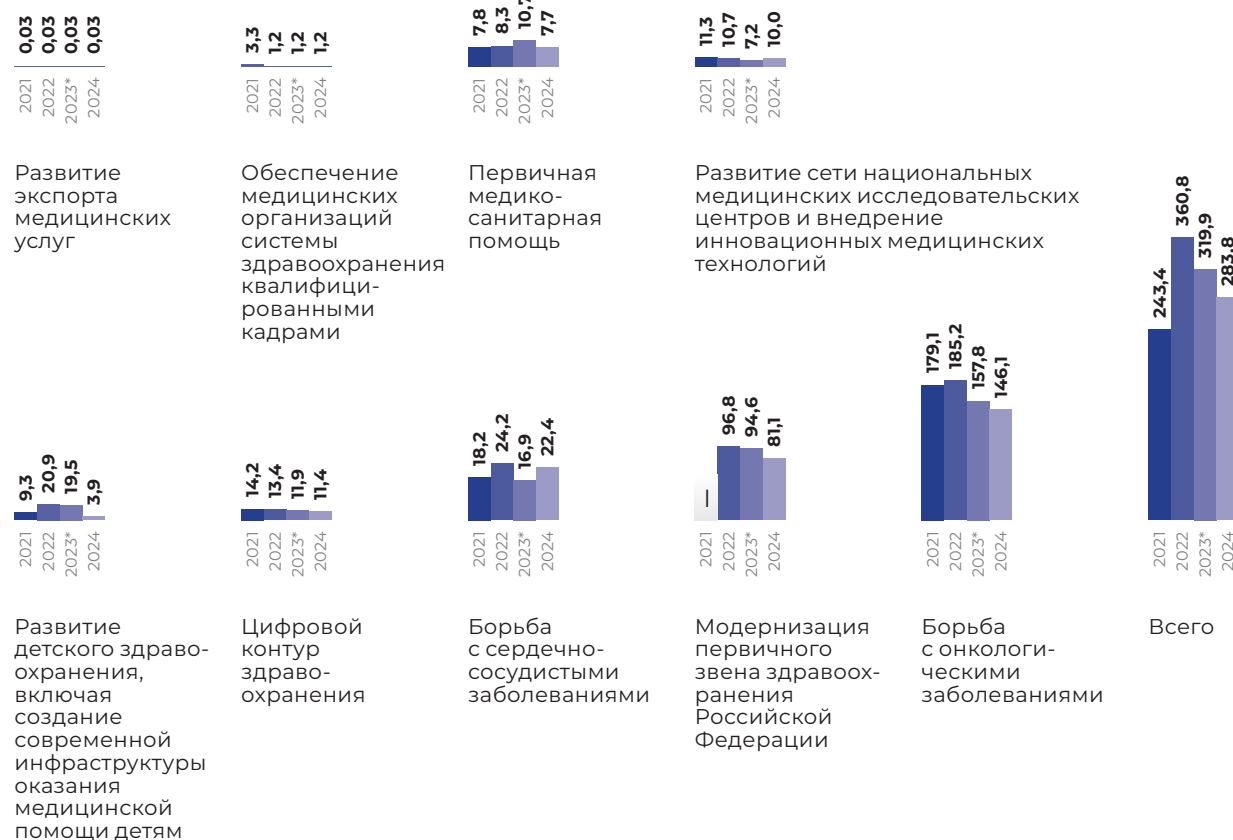 0,03 0,03 0,03 0,03
2021 2022 2023* 2024
Развитие
экспорта
медицинских
услуг
3,3 1,2 1,2 1,2
2021 2022 2023* 2024
Обеспечение
медицинских
организаций
системы
здравоохранения
квалифици-
рованными
кадрами
7,8 8,3 10,7 7,7
2021 2022 2023* 2024
Первичная
медико-
санитарная
помощь
11,3 10,7 7,2 10,0
2021 2022 2023* 2024
Развитие сети национальных
медицинских исследовательских
центров и внедрение
инновационных медицинских
технологий
9,3 20,9 19,5 3,9
2021 2022 2023* 2024
Развитие
детского здраво-
охранения,
включая
создание
современной
инфраструктуры
оказания
медицинской
помощи детям
14,2 13,4 11,9 11,4
2021 2022 2023* 2024
Цифровой
контур
здраво-
охранения
18,2 24,2 16,9 22,4
2021 2022 2023* 2024
Борьба
с сердечно-
сосудистыми
заболеваниями
– 96,8 94,6 81,1
2021 2022 2023* 2024
Модернизация
первичного
звена здравоох-
ранения
Российской
Федерации
179,1 185,2 157,8 146,1
2021 2022 2023* 2024
Борьба
с онкологи-
ческими
заболеваниями
243,4 360,8 319,9 283,8
2021 2022 2023* 2024
Всего